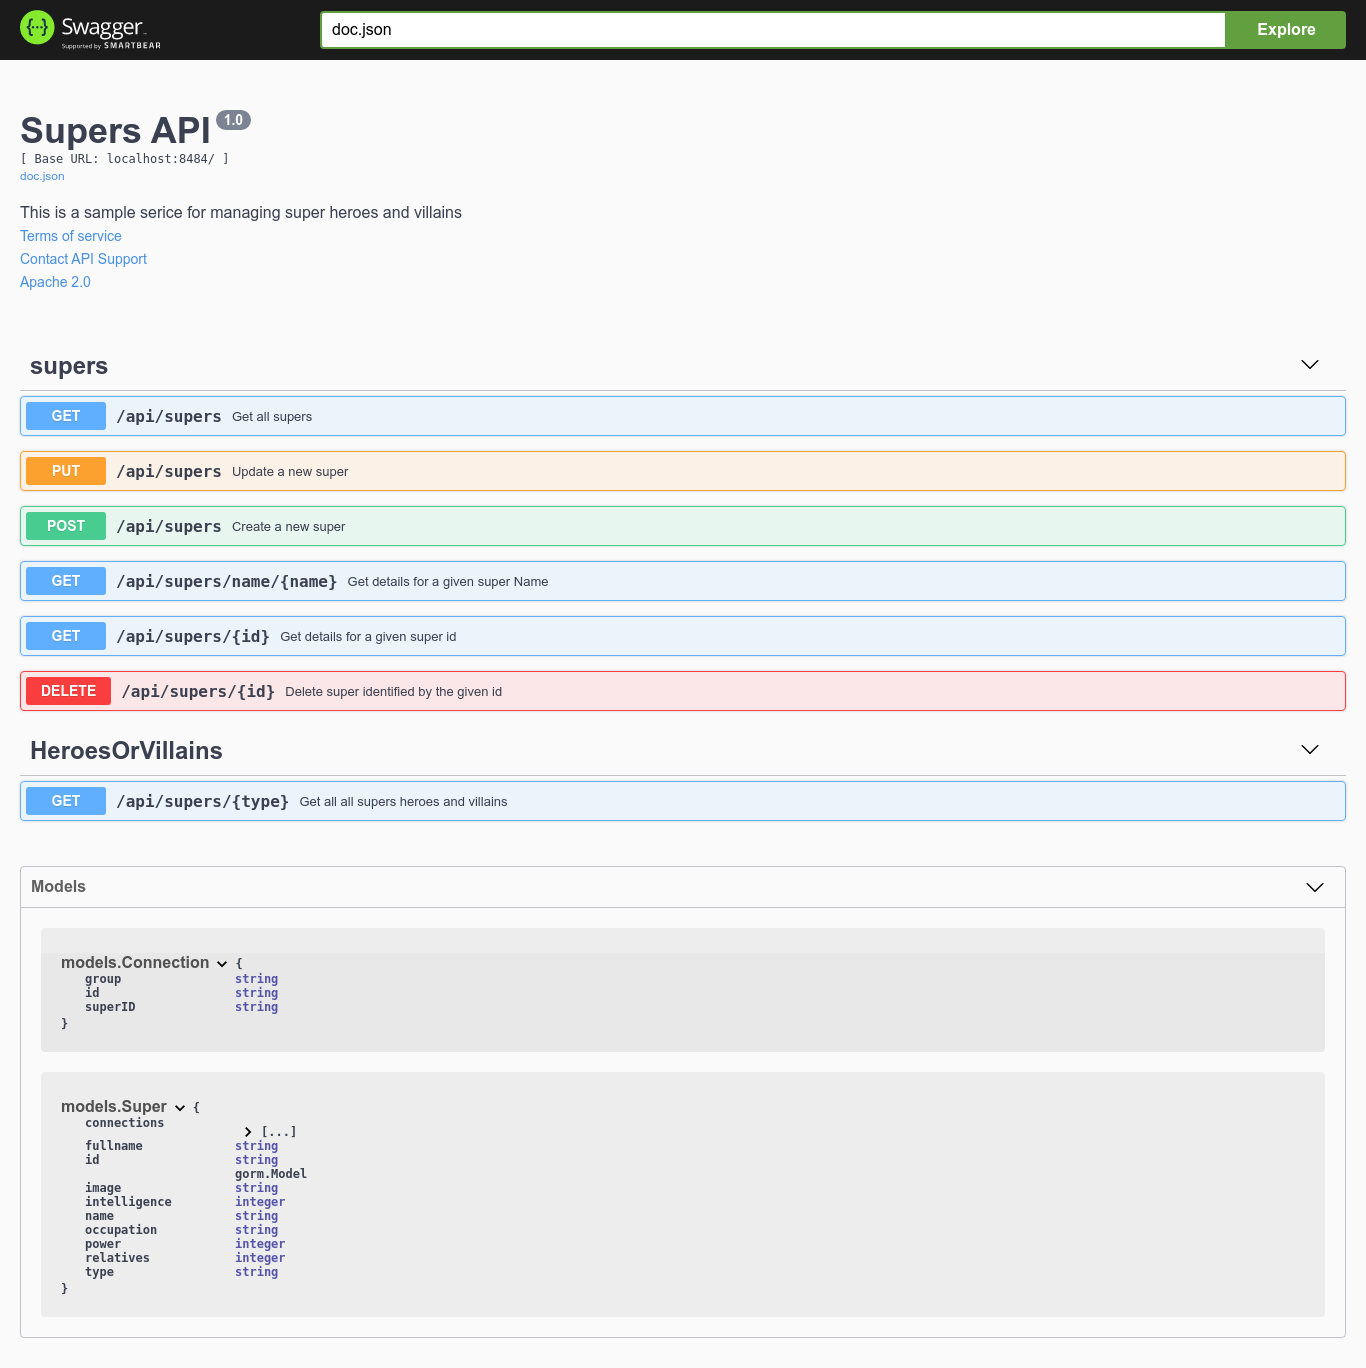 Swagger
Supported by SMARTBEAR
doc.json
Explore
Supers API 1.0
[ Base URL: localhost:8484/ ]
doc.json
This is a sample serice for managing super heroes and villains
Terms of service
Contact API Support
Apache 2.0
supers
GET /api/supers Get all supers
PUT /api/supers Update a new super
POST /api/supers Create a new super
GET /api/supers/name/{name} Get details for a given super Name
GET /api/supers/{id} Get details for a given super id
DELETE /api/supers/{id} Delete super identified by the given id
HeroesOrVillains
GET /api/supers/{type} Get all all supers heroes and villains
Models
models.Connection {
group string
id string
superID string
}
models.Super {
connections
[...]
fullname string
id string
gorm.Model
image string
intelligence integer
name string
occupation string
power integer
relatives integer
type string
}